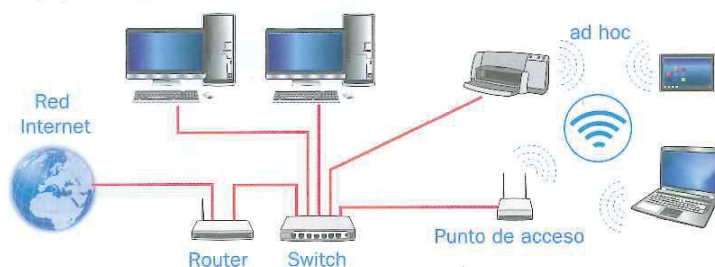 ad hoc
Red
Internet
Punto de acceso
Router
Switch